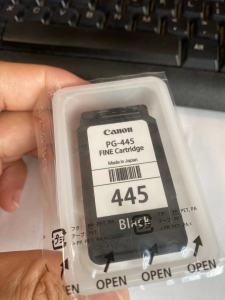 Canon
PG-445
FINE Cartridge
Made in Japan
445
Black
OPEN
OPEN
OPEN
OPEN